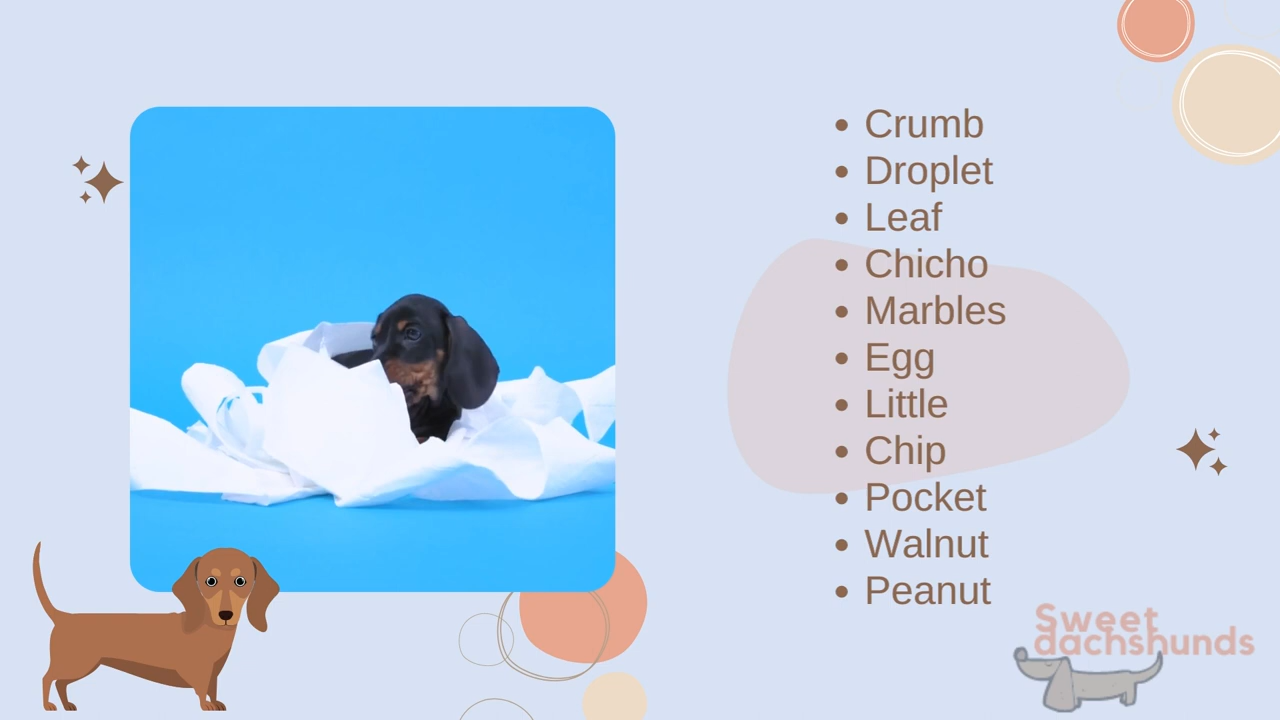 • Crumb
• Droplet
• Leaf
• Chicho
• Marbles
• Egg
• Little
• Chip
• Pocket
• Walnut
• Peanut
Sweet
dachshunds